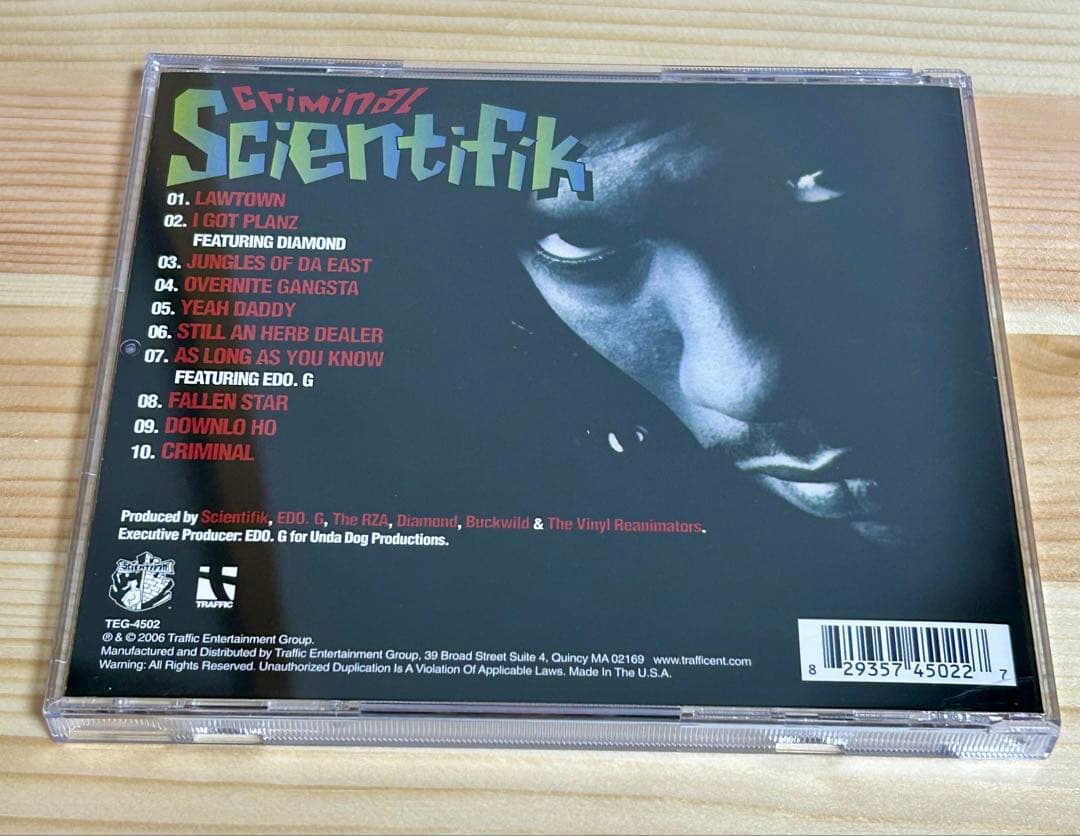 Criminal
Scientifik
01. LAWTOWN
02. I GOT PLANZ
FEATURING DIAMOND
03. JUNGLES OF DA EAST
04. OVERNITE GANGSTA
05. YEAH DADDY
06. STILL AN HERB DEALER
07. AS LONG AS YOU KNOW
FEATURING EDO. G
08. FALLEN STAR
09. DOWNLO HO
10. CRIMINAL
Produced by Scientifik, EDO. G, The RZA, Diamond, Buckwild & The Vinyl Reanimators.
Executive Producer: EDO. G for Unda Dog Productions.
TRAFFIC
TEG-4502
℗ & © 2006 Traffic Entertainment Group.
Manufactured and Distributed by Traffic Entertainment Group, 39 Broad Street Suite 4, Quincy MA 02169 www.trafficent.com
Warning: All Rights Reserved. Unauthorized Duplication Is A Violation Of Applicable Laws. Made In The U.S.A.
8 29357 45022 7